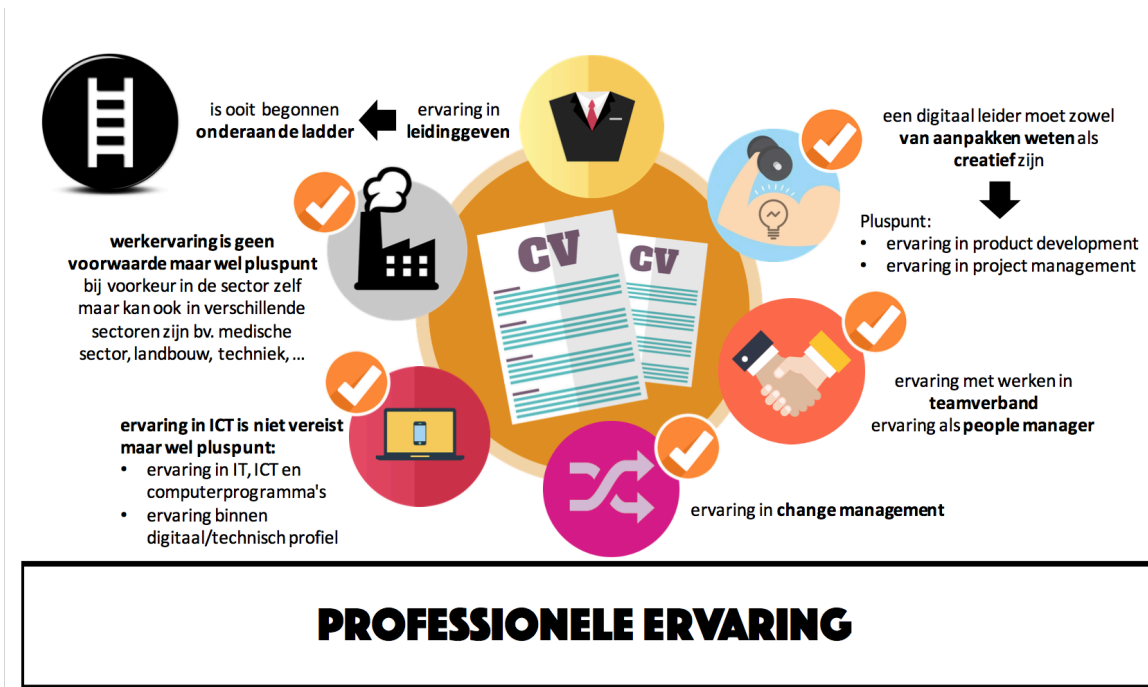 is ooit begonnen
onderaan de ladder
ervaring in
leidinggeven
een digitaal leider moet zowel
van aanpakken weten als
creatief zijn
Pluspunt:
• ervaring in product development
• ervaring in project management
werkervaring is geen
voorwaarde maar wel pluspunt
bij voorkeur in de sector zelf
maar kan ook in verschillende
sectoren zijn bv. medische
sector, landbouw, techniek, ...
CV
CV
ervaring met werken in
teamverband
ervaring als people manager
ervaring in ICT is niet vereist
maar wel pluspunt:
• ervaring in IT, ICT en
computerprogramma's
• ervaring binnen
digitaal/technisch profiel
ervaring in change management
PROFESSIONELE ERVARING